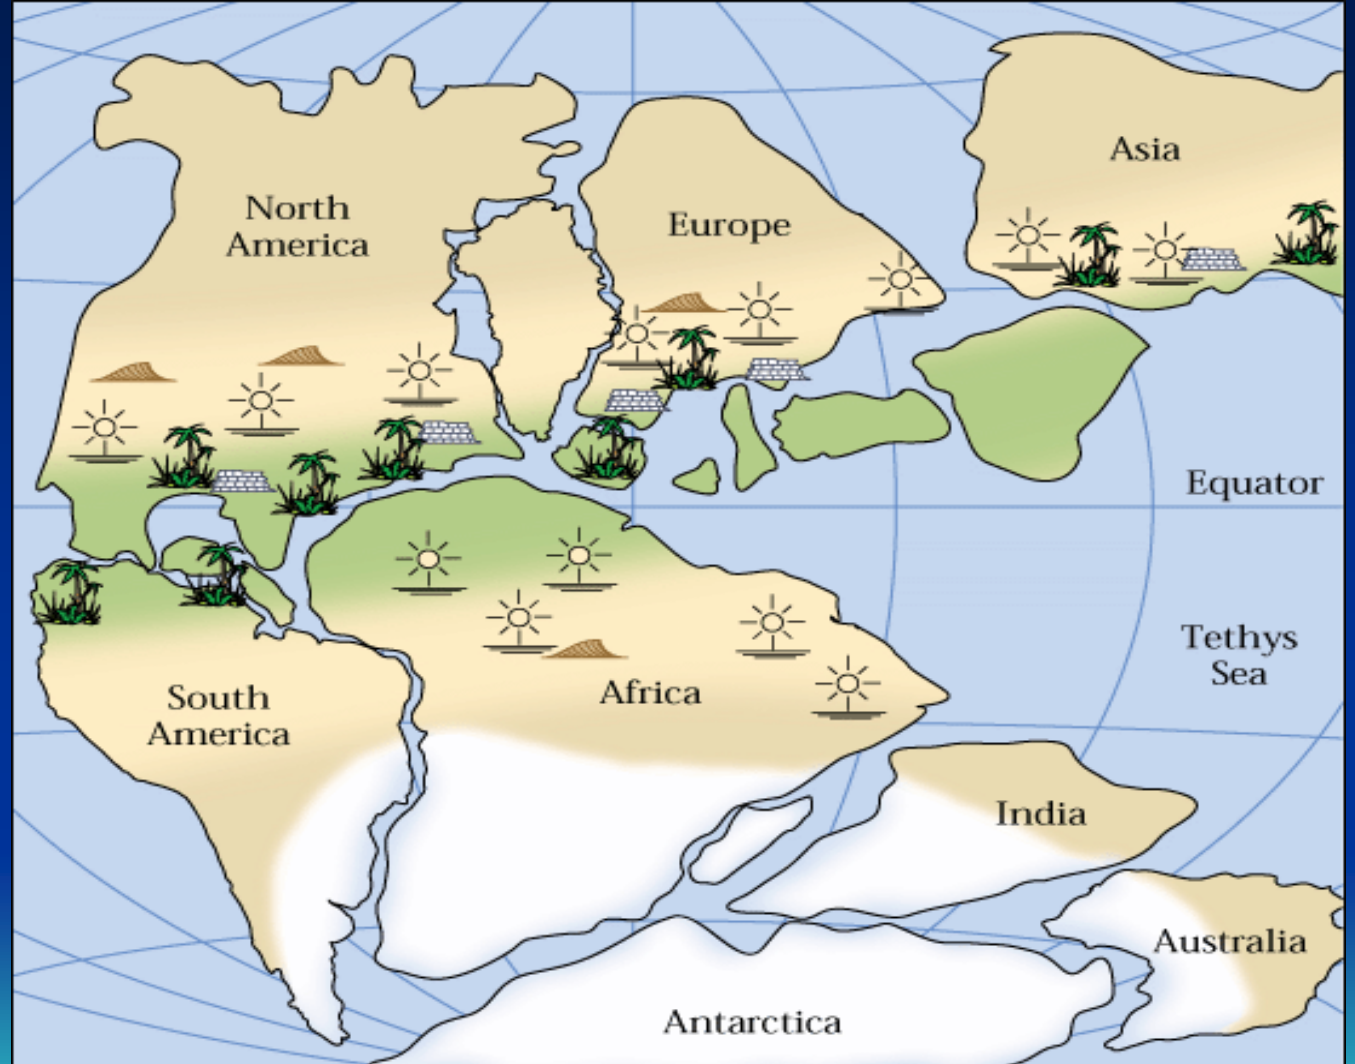 Asia
North
America
Europe
Equator
Tethys
Sea
South
America
Africa
India
Australia
Antarctica